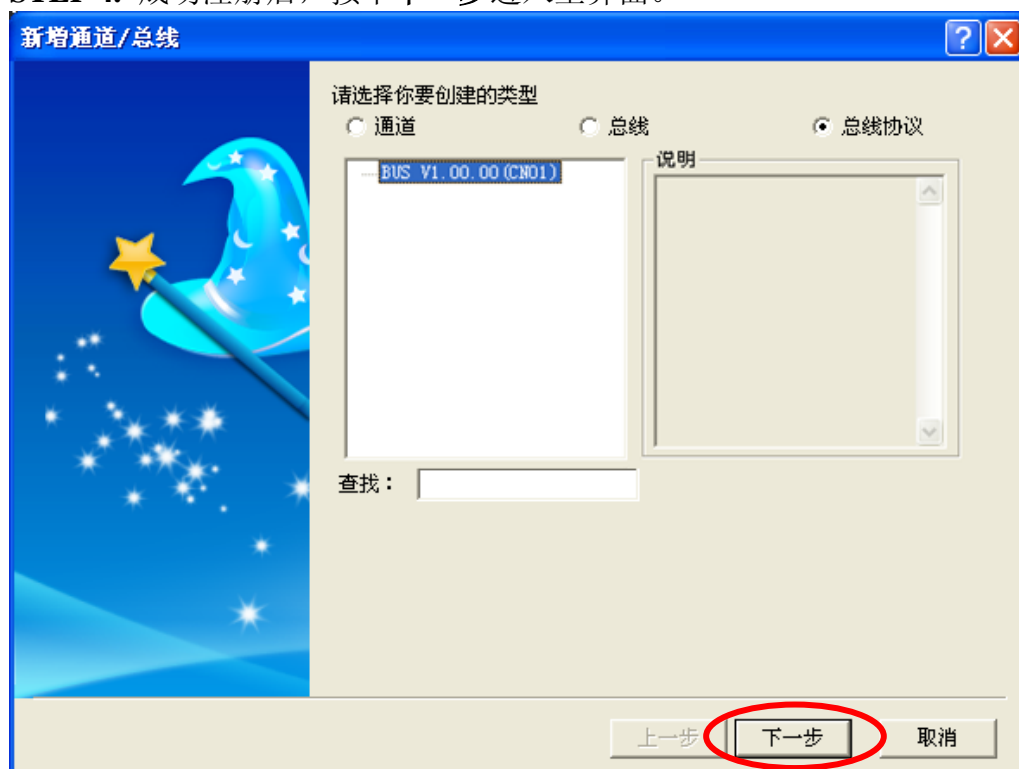 新增通道/总线
请选择你要创建的类型
通道 总线 总线协议
BUS V1.00.00(CN01)
说明
查找：
上一步 下一步 取消